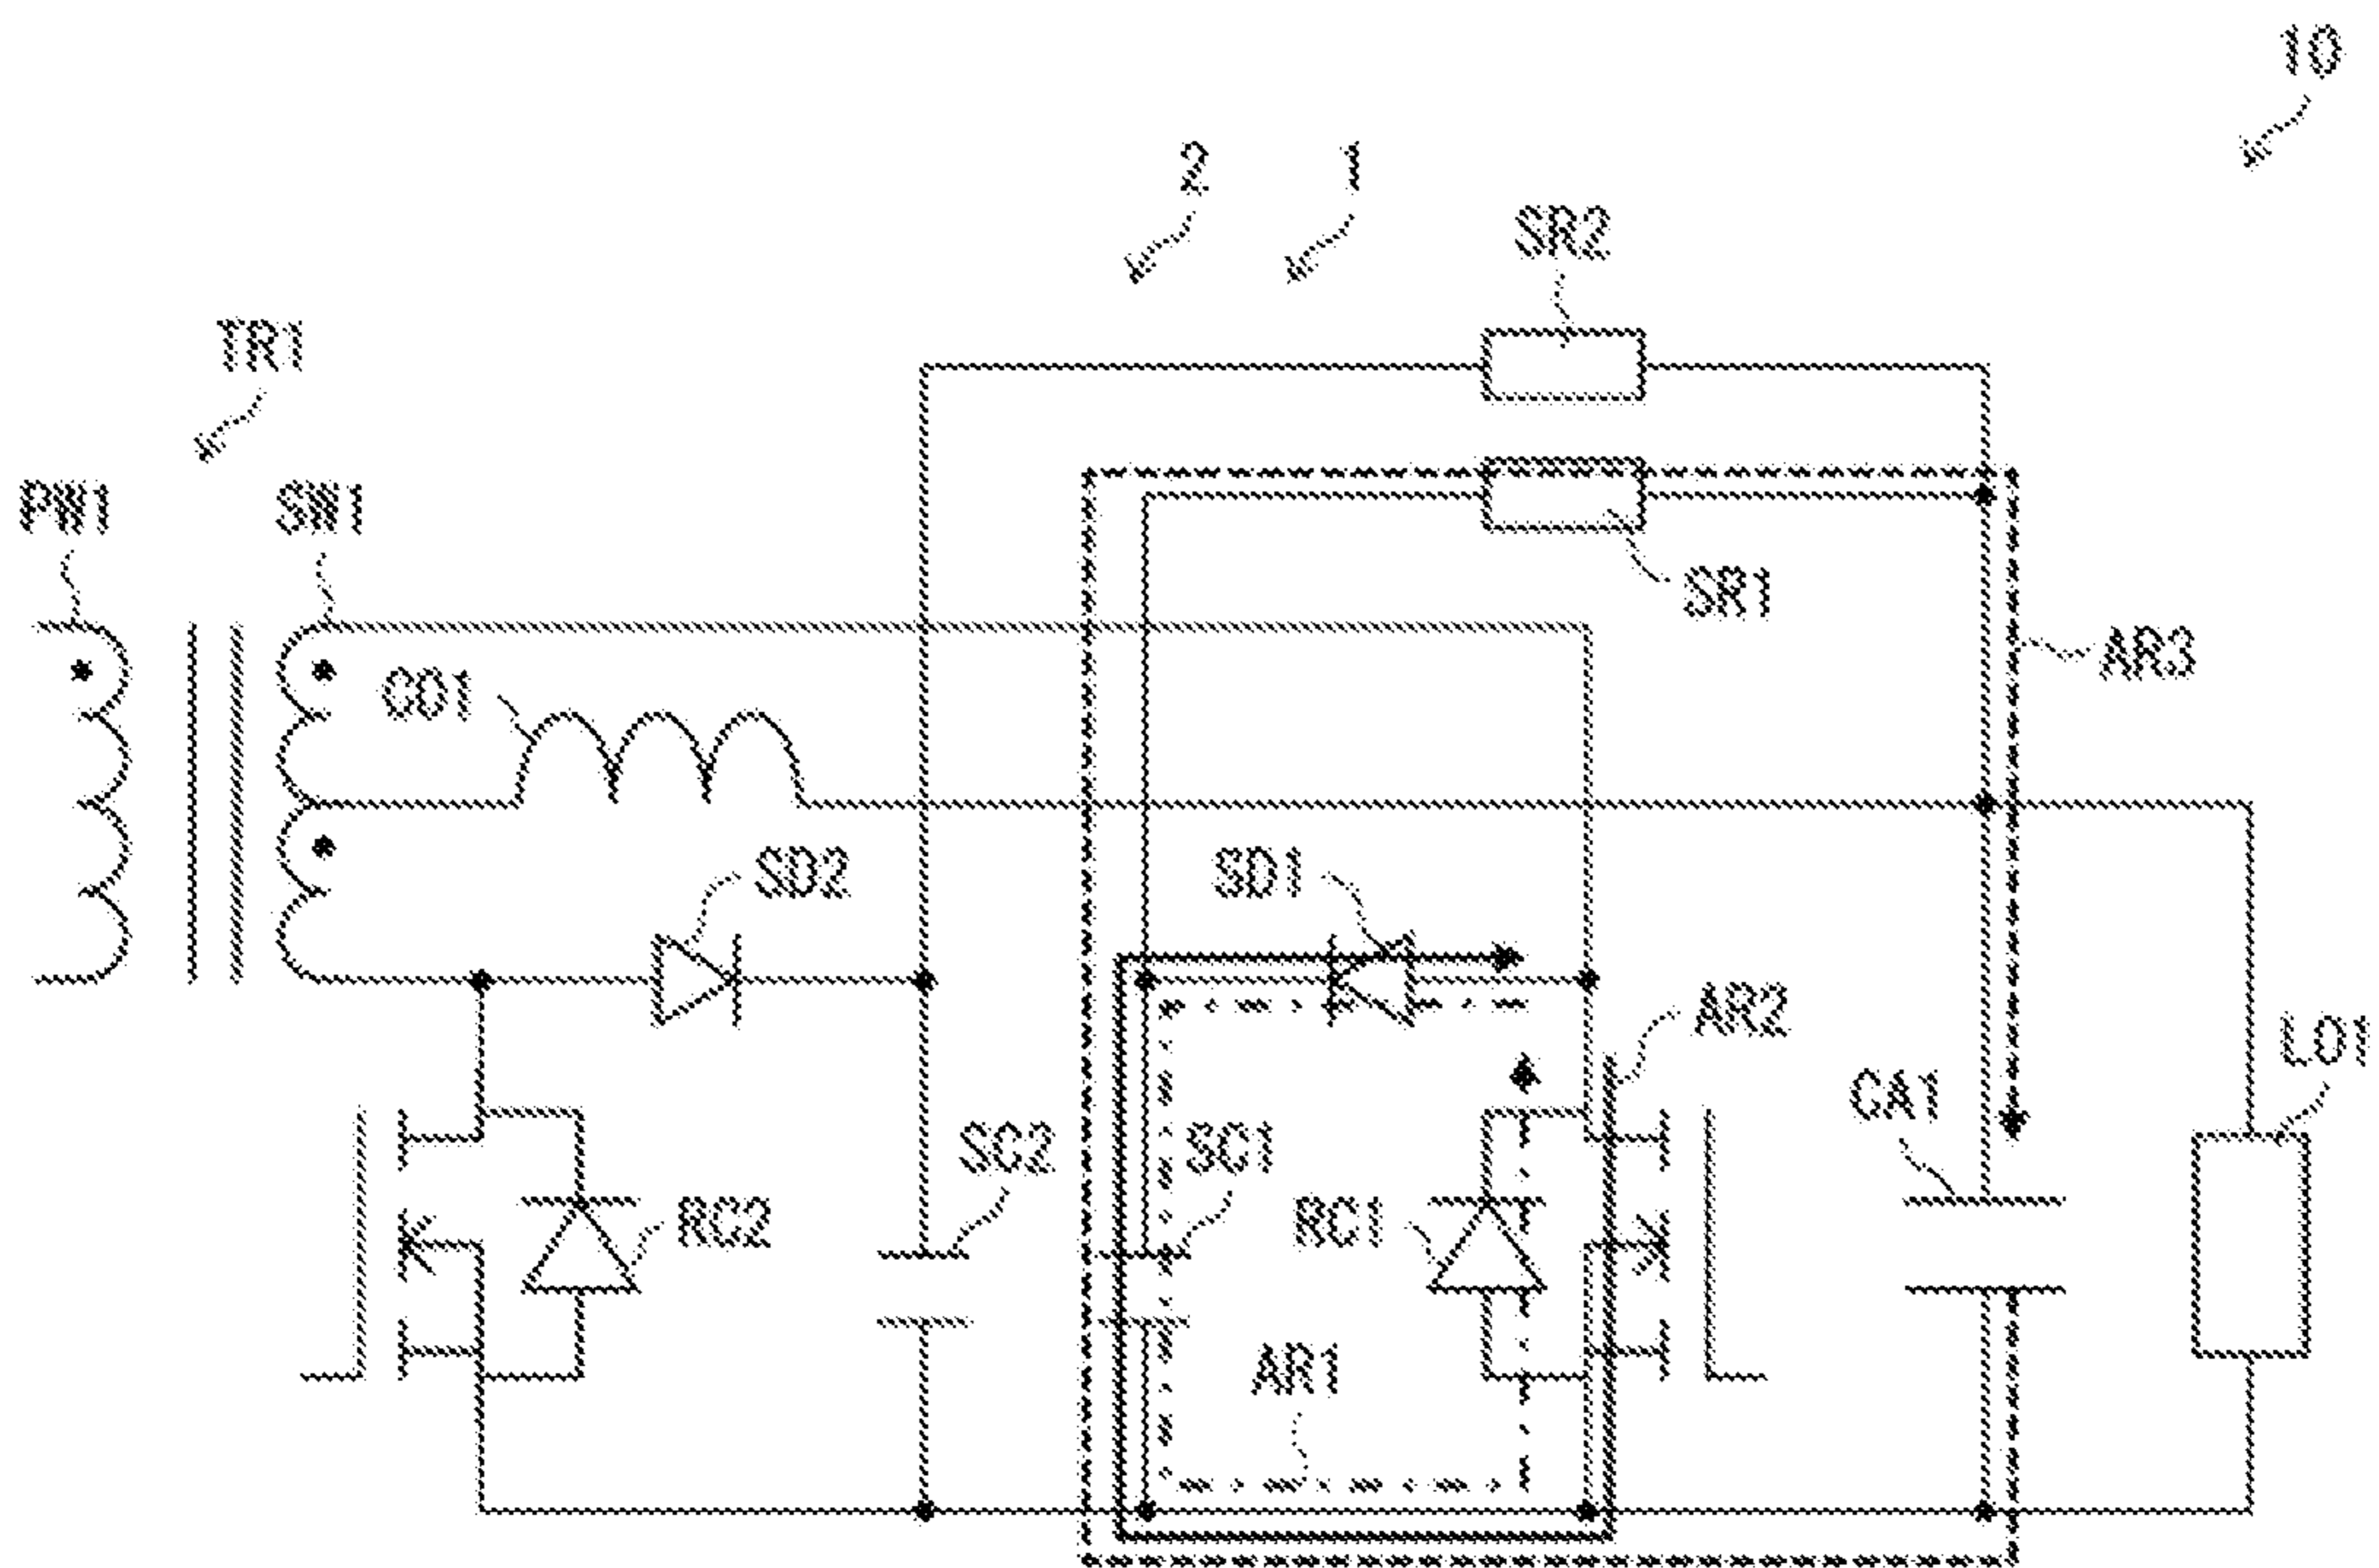 10
2
1
SR2
TR1
PW1
SW1
SR1
AR3
CO1
SD2
SD1
AR2
LO1
CA1
SC2
SC1
RC2
RC1
AR1